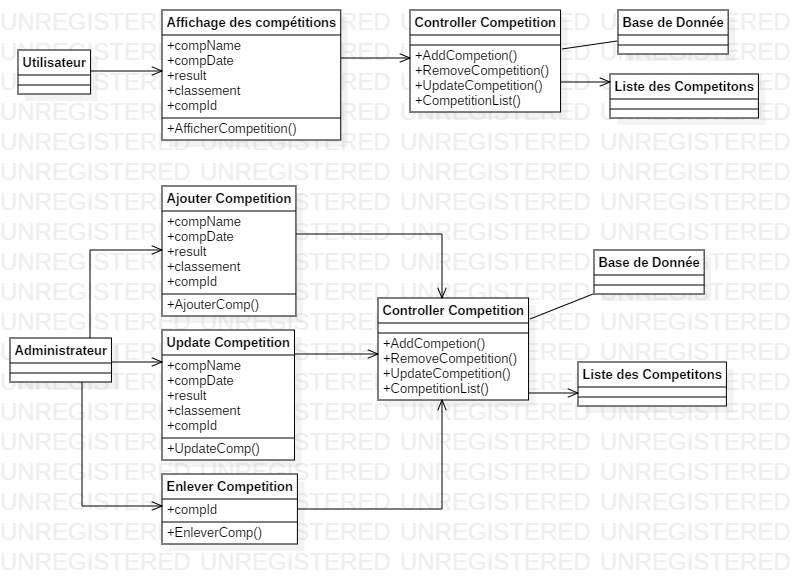 Utilisateur
Affichage des compétitions
+compName
+compDate
+result
+classement
+compId
+AfficherCompetition()
Controller Competition
+AddCompetion()
+RemoveCompetition()
+UpdateCompetition()
+CompetitionList()
Base de Donnée
Liste des Competitons
Administrateur
Ajouter Competition
+compName
+compDate
+result
+classement
+compId
+AjouterComp()
Update Competition
+compName
+compDate
+result
+classement
+compId
+UpdateComp()
Enlever Competition
+compId
+EnleverComp()
Controller Competition
+AddCompetion()
+RemoveCompetition()
+UpdateCompetition()
+CompetitionList()
Base de Donnée
Liste des Competitons
UNREGISTERED UNREGISTERED UNREGISTERED UNREGISTERED